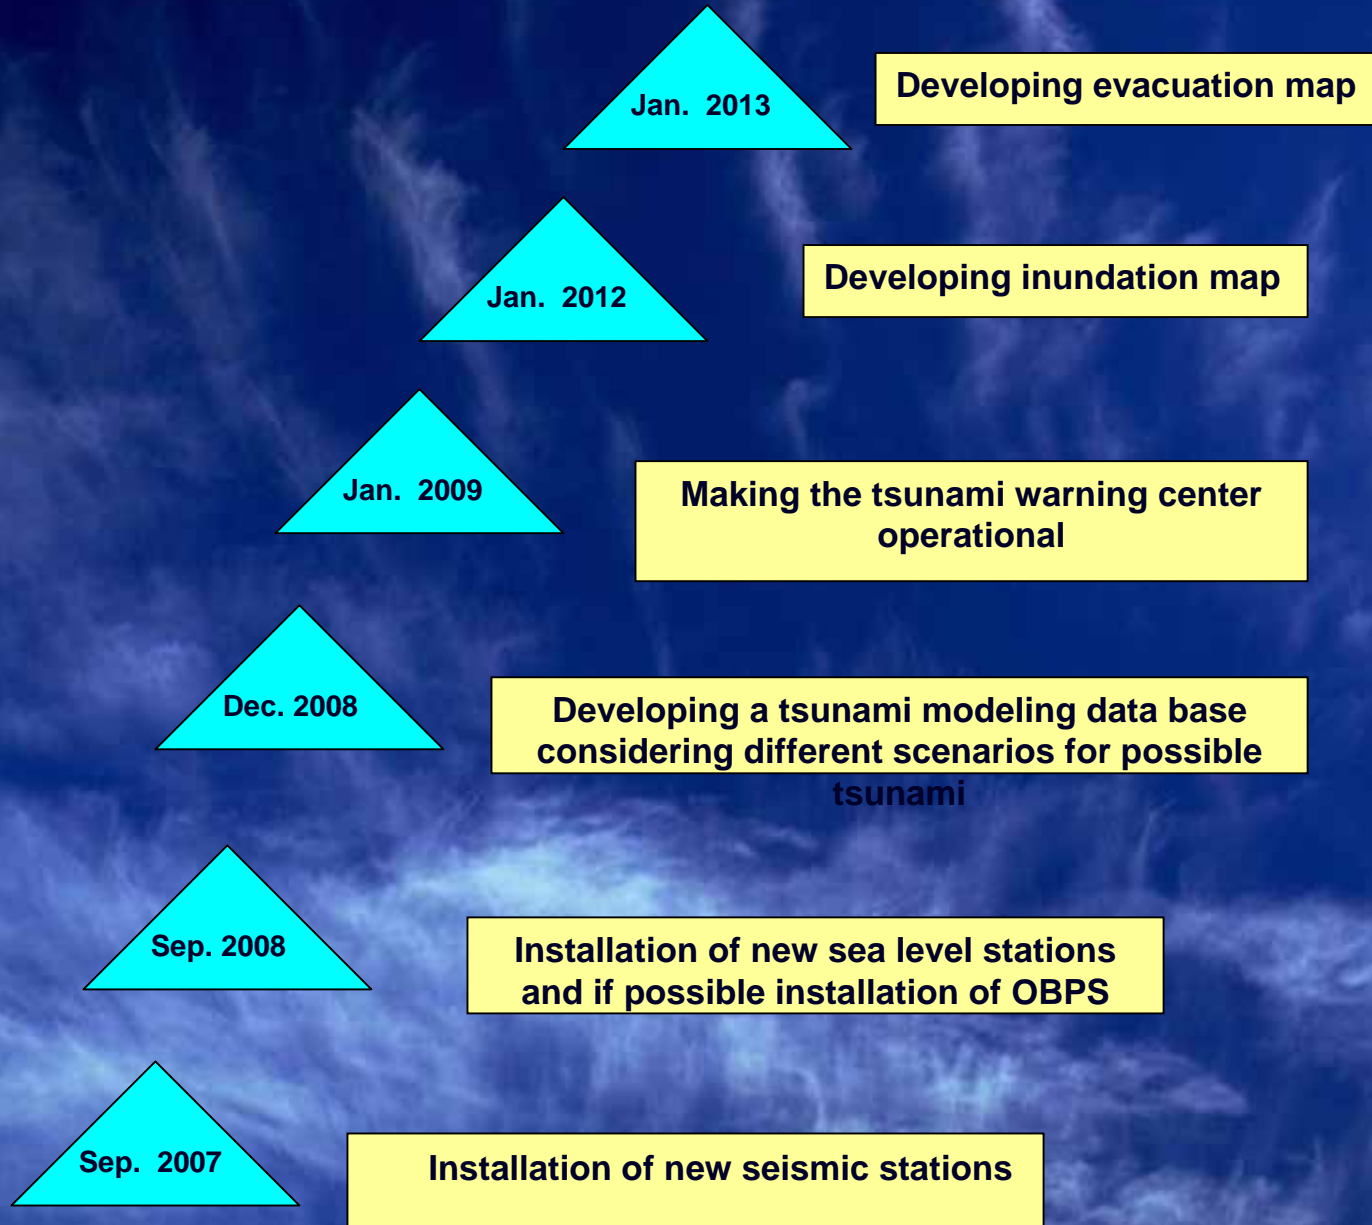 Jan.  2013
Developing evacuation map
Jan.  2012
Developing inundation map
Jan.  2009
Making the tsunami warning center
operational
Dec. 2008
Developing a tsunami modeling data base
considering different scenarios for possible
tsunami
Sep. 2008
Installation of new sea level stations
and if possible installation of OBPS
Sep.  2007
Installation of new seismic stations